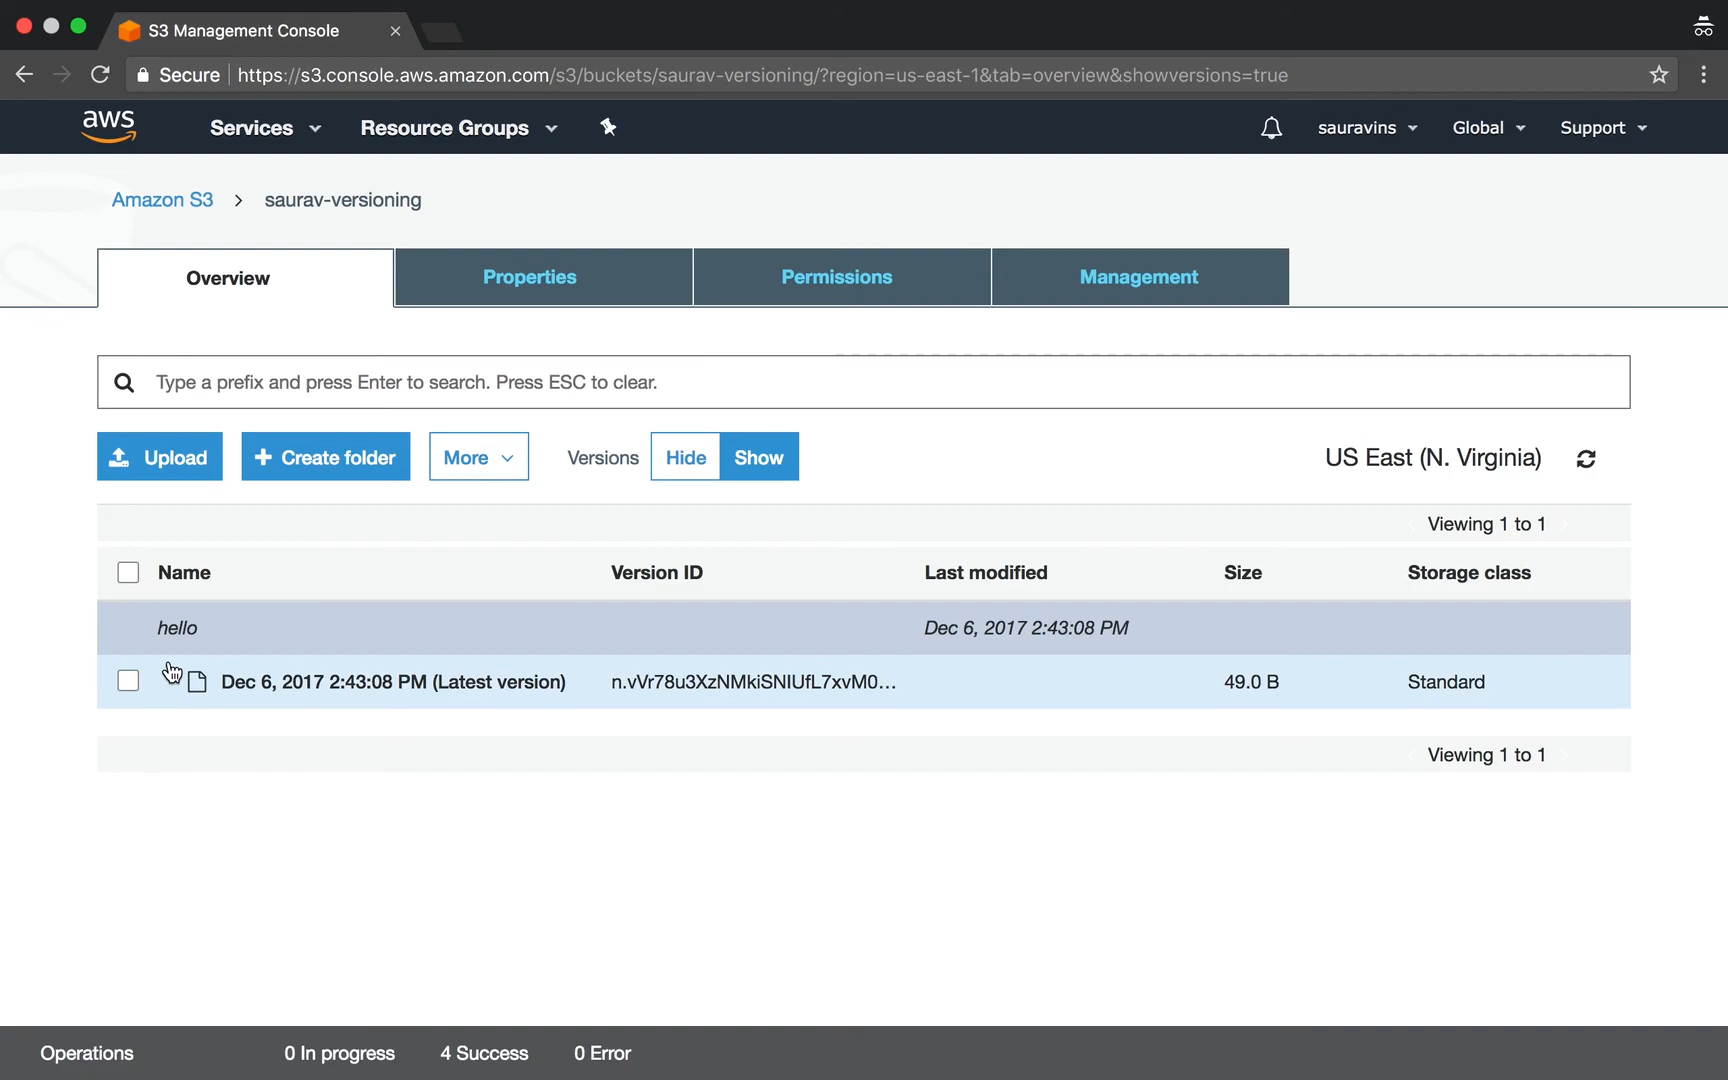 S3 Management Console
Secure https://s3.console.aws.amazon.com/s3/buckets/saurav-versioning/?region=us-east-1&tab=overview&showversions=true
aws Services Resource Groups sauravins Global Support
Amazon S3 > saurav-versioning
Overview Properties Permissions Management
Type a prefix and press Enter to search. Press ESC to clear.
Upload + Create folder More Versions Hide Show US East (N. Virginia)
Viewing 1 to 1
Name Version ID Last modified Size Storage class
hello Dec 6, 2017 2:43:08 PM
Dec 6, 2017 2:43:08 PM (Latest version) n.vVr78u3XzNMkiSNIUfL7xvM0... 49.0 B Standard
Viewing 1 to 1
Operations 0 In progress 4 Success 0 Error